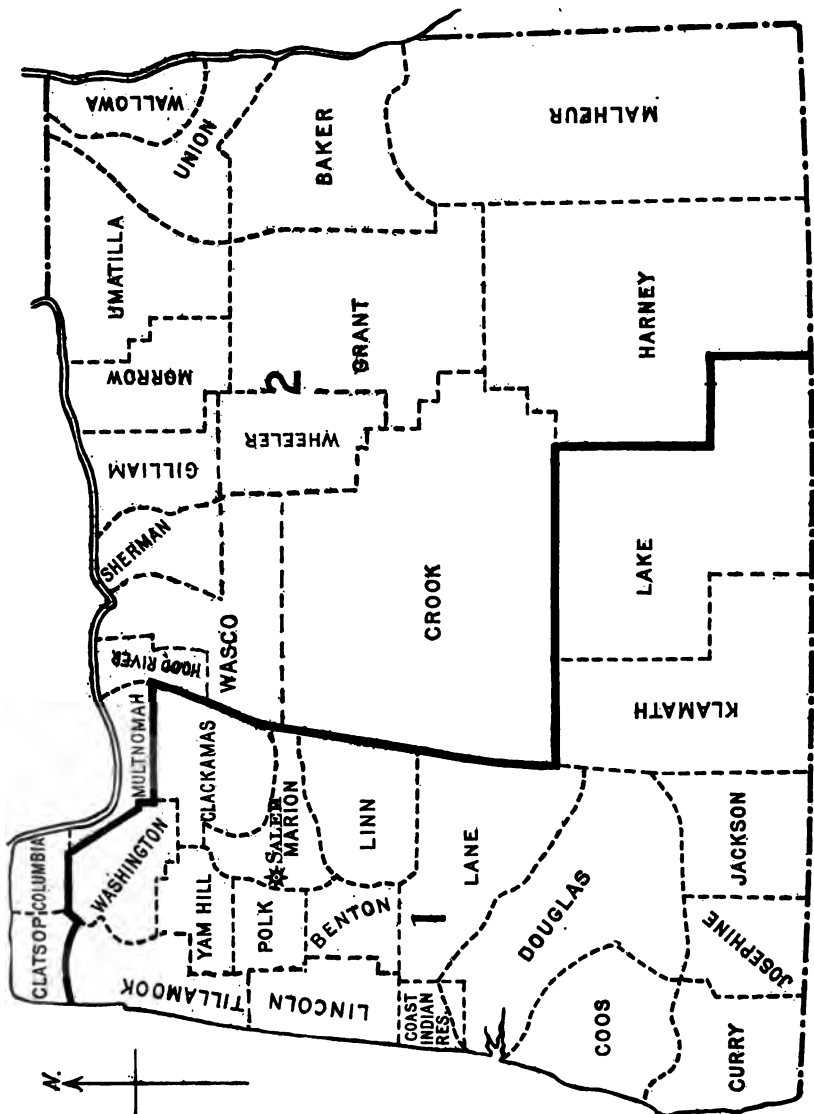 N.
CLATSOP
COLUMBIA
MULTNOMAH
WASHINGTON
TILLAMOOK
YAM HILL
CLACKAMAS
HOOD RIVER
WASCO
SHERMAN
GILLIAM
MORROW
UMATILLA
UNION
WALLOWA
POLK
SALEM
MARION
LINCOLN
BENTON
LINN
WHEELER
2
GRANT
BAKER
1
LANE
CROOK
COAST
INDIAN
RES.
DOUGLAS
COOS
CURRY
JOSEPHINE
JACKSON
KLAMATH
LAKE
HARNEY
MALHEUR